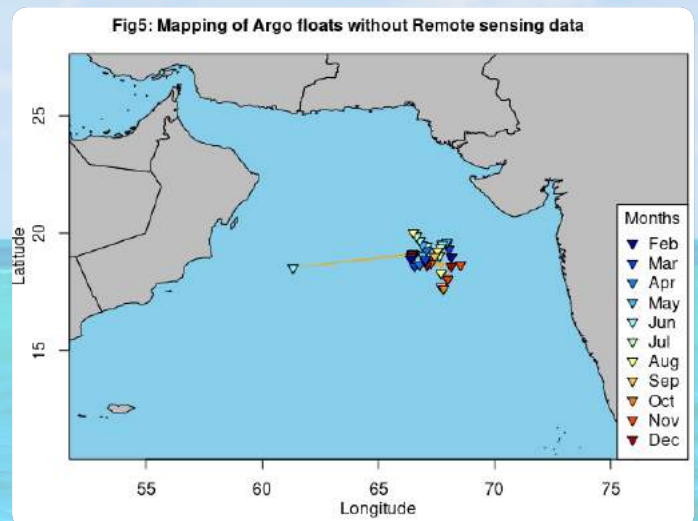 Fig5: Mapping of Argo floats without Remote sensing data
25
20
15
Latitude
55
60
65
70
75
Longitude
Months
Feb
Mar
Apr
May
Jun
Jul
Aug
Sep
Oct
Nov
Dec